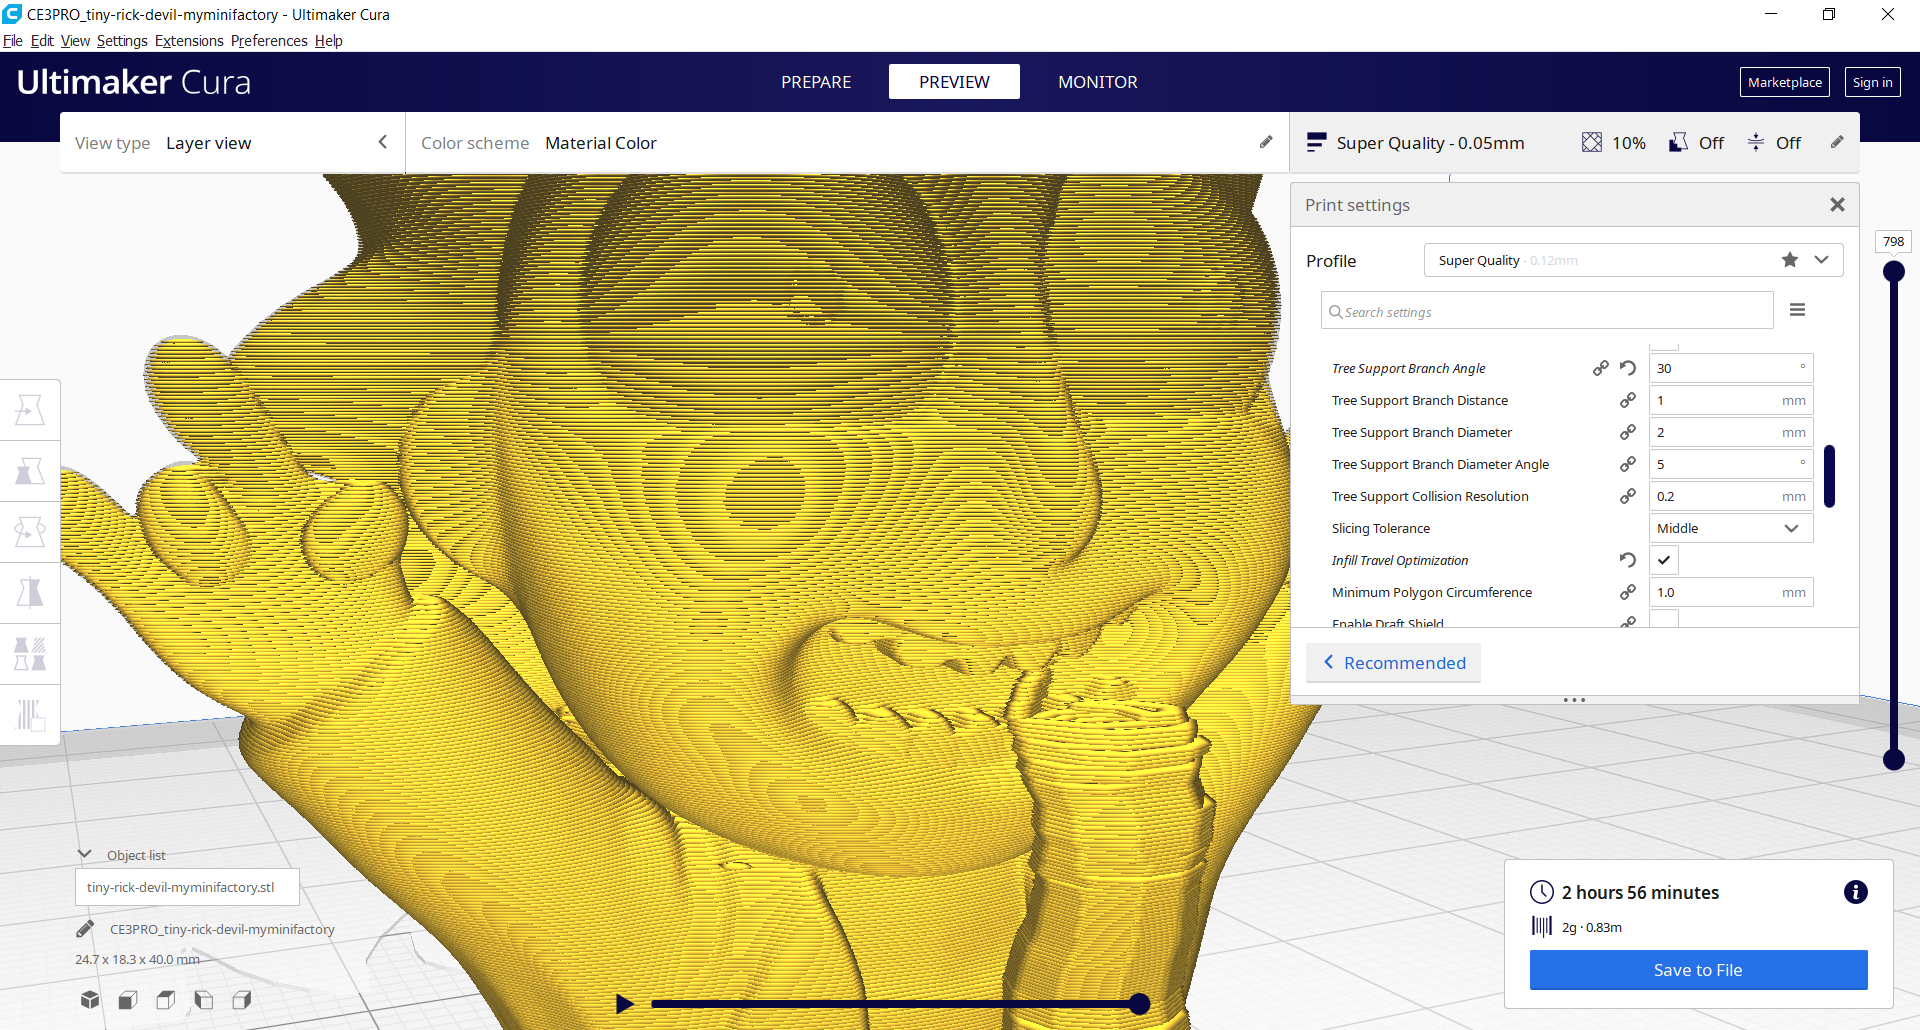 CE3PRO_tiny-rick-devil-myminifactory - Ultimaker Cura
File Edit View Settings Extensions Preferences Help
Ultimaker Cura
PREPARE PREVIEW MONITOR
Marketplace Sign in
View type Layer view
Color scheme Material Color
Super Quality - 0.05mm 10% Off Off
Print settings
Profile Super Quality - 0.12mm
Search settings
Tree Support Branch Angle 30 °
Tree Support Branch Distance 1 mm
Tree Support Branch Diameter 2 mm
Tree Support Branch Diameter Angle 5 °
Tree Support Collision Resolution 0.2 mm
Slicing Tolerance Middle
Infill Travel Optimization
Minimum Polygon Circumference 1.0 mm
Enable Draft Shield
Recommended
798
Object list
tiny-rick-devil-myminifactory.stl
CE3PRO_tiny-rick-devil-myminifactory
24.7 x 18.3 x 40.0 mm
2 hours 56 minutes
2g · 0.83m
Save to File